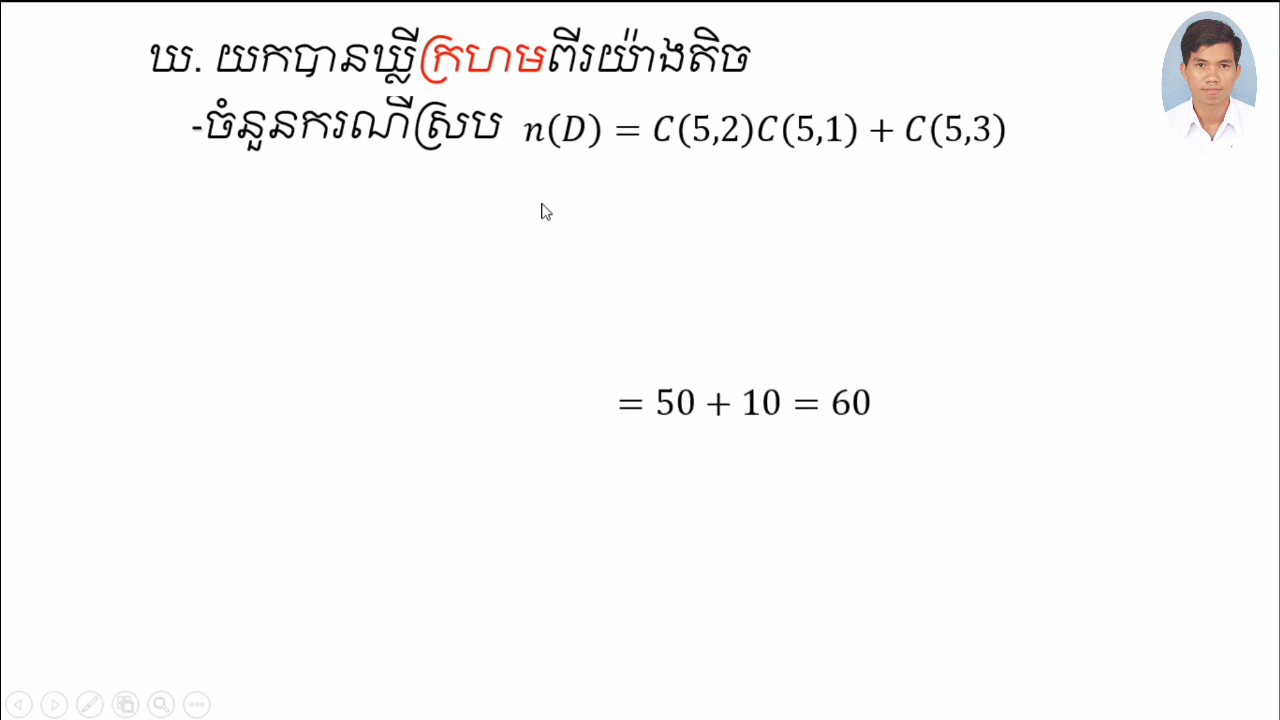 ឃ. យកបានឃ្លីក្រហមពីរយ៉ាងតិច
-ចំនួនករណីស្រប n(D) = C(5,2)C(5,1) + C(5,3)
= 50 + 10 = 60